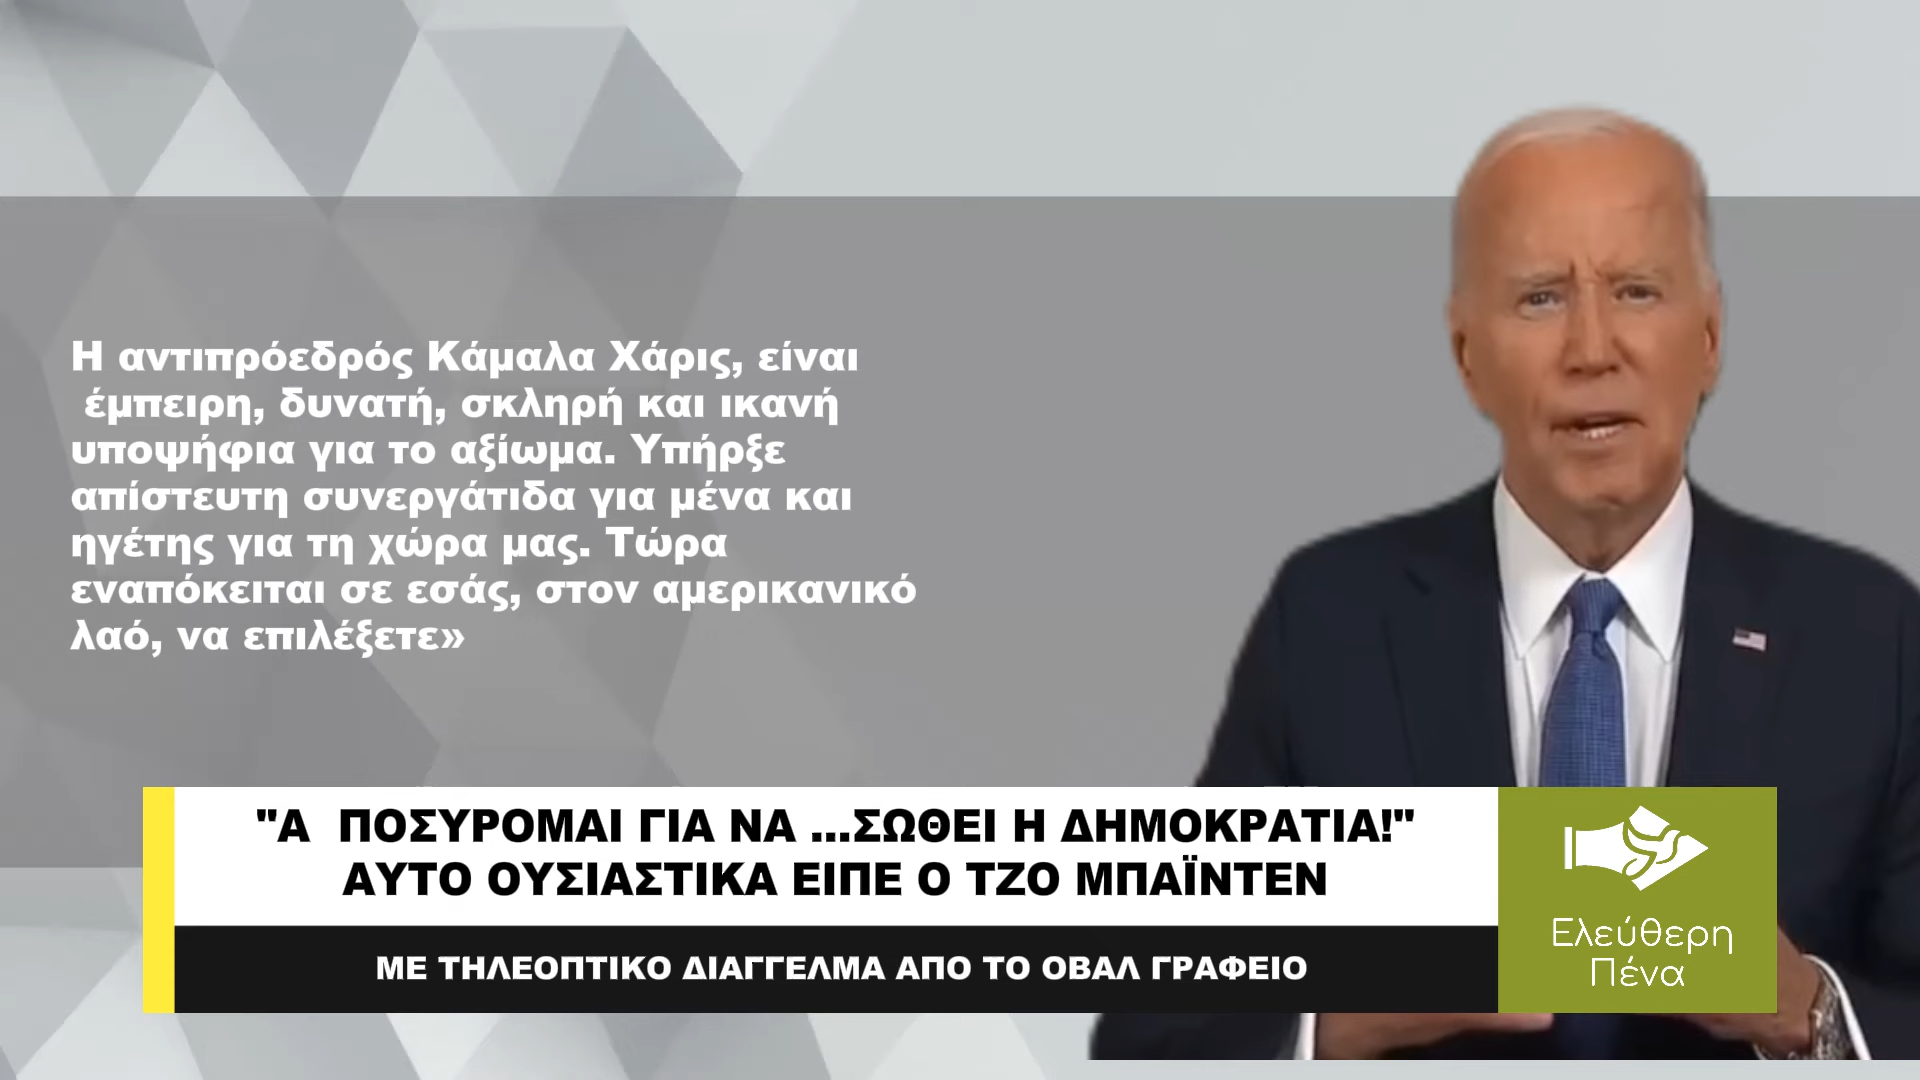 Η αντιπρόεδρός Κάμαλα Χάρις, είναι
έμπειρη, δυνατή, σκληρή και ικανή
υποψήφια για το αξίωμα. Υπήρξε
απίστευτη συνεργάτιδα για μένα και
ηγέτης για τη χώρα μας. Τώρα
εναπόκειται σε εσάς, στον αμερικανικό
λαό, να επιλέξετε»
"Α  ΠΟΣΥΡΟΜΑΙ ΓΙΑ ΝΑ ...ΣΩΘΕΙ Η ΔΗΜΟΚΡΑΤΙΑ!"
ΑΥΤΟ ΟΥΣΙΑΣΤΙΚΑ ΕΙΠΕ Ο ΤΖΟ ΜΠΑΪΝΤΕΝ
ΜΕ ΤΗΛΕΟΠΤΙΚΟ ΔΙΑΓΓΕΛΜΑ ΑΠΟ ΤΟ ΟΒΑΛ ΓΡΑΦΕΙΟ
Ελεύθερη
Πένα